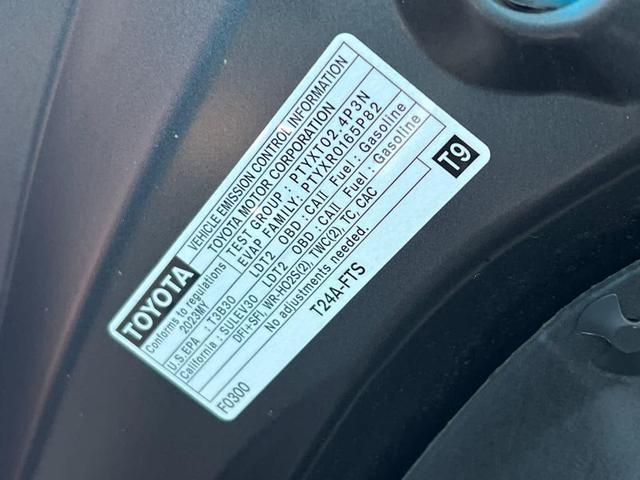 TOYOTA
VEHICLE EMISSION CONTROL INFORMATION
TOYOTA MOTOR CORPORATION
Conforms to regulations
2023MY
TEST GROUP: PTYXT02.4P3N
EVAP FAMILY: PTYXR0165P82
U.S.EPA : T3B30 LDT2 OBD : CAII Fuel : Gasoline
California : SULEV30 LDT2 OBD : CAII Fuel : Gasoline
DFI+SFI, WR-HO2S(2), TWC(2), TC, CAC
No adjustments needed.
F0300
T24A-FTS
T9